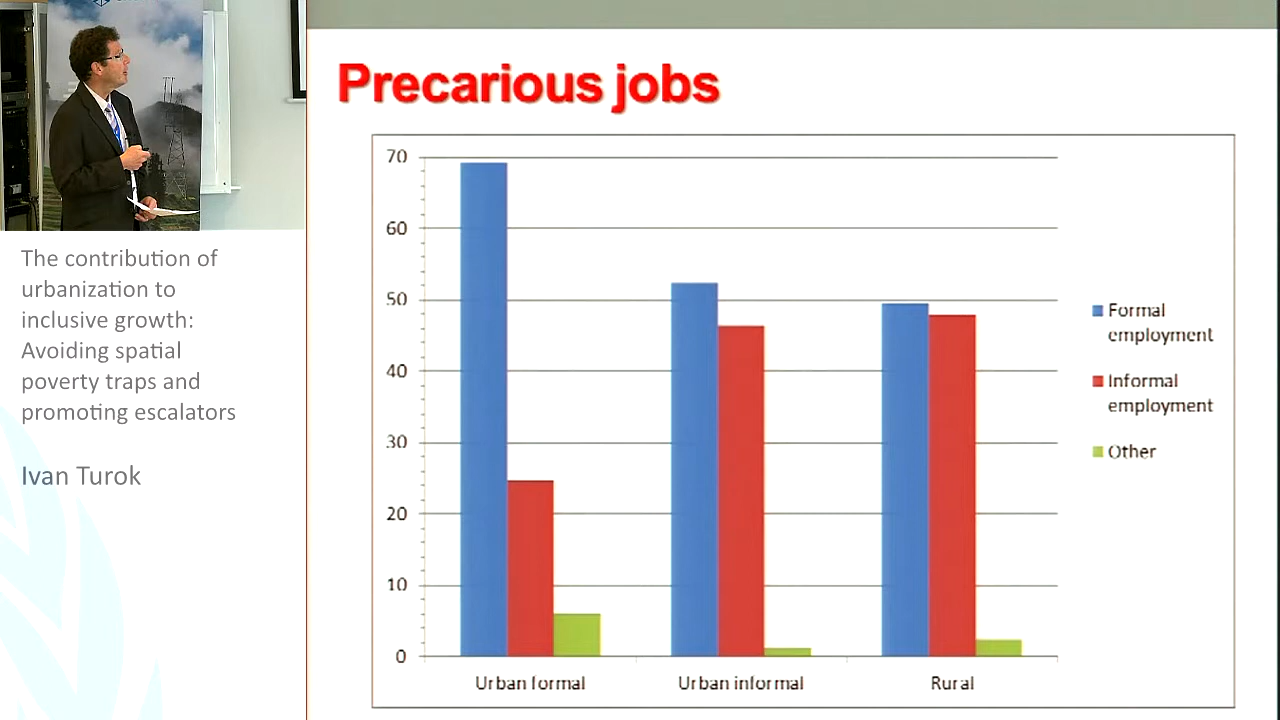 Precarious jobs
70
60
50
40
30
20
10
0
Urban formal
Urban informal
Rural
Formal
employment
Informal
employment
Other
The contribution of
urbanization to
inclusive growth:
Avoiding spatial
poverty traps and
promoting escalators
Ivan Turok